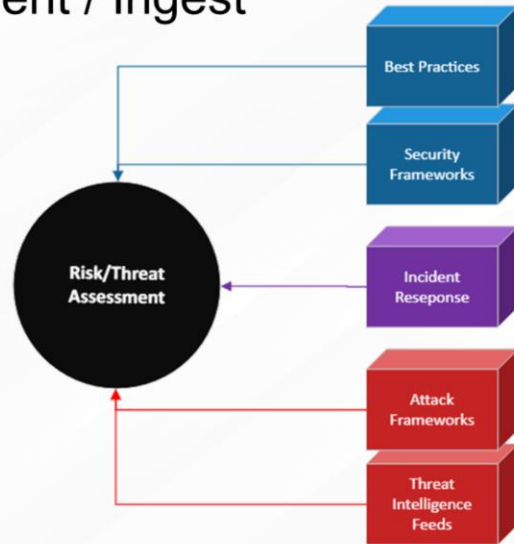 ent / Ingest
Best Practices
Security
Frameworks
Risk/Threat
Assessment
Incident
Reseponse
Attack
Frameworks
Threat
Intelligence
Feeds